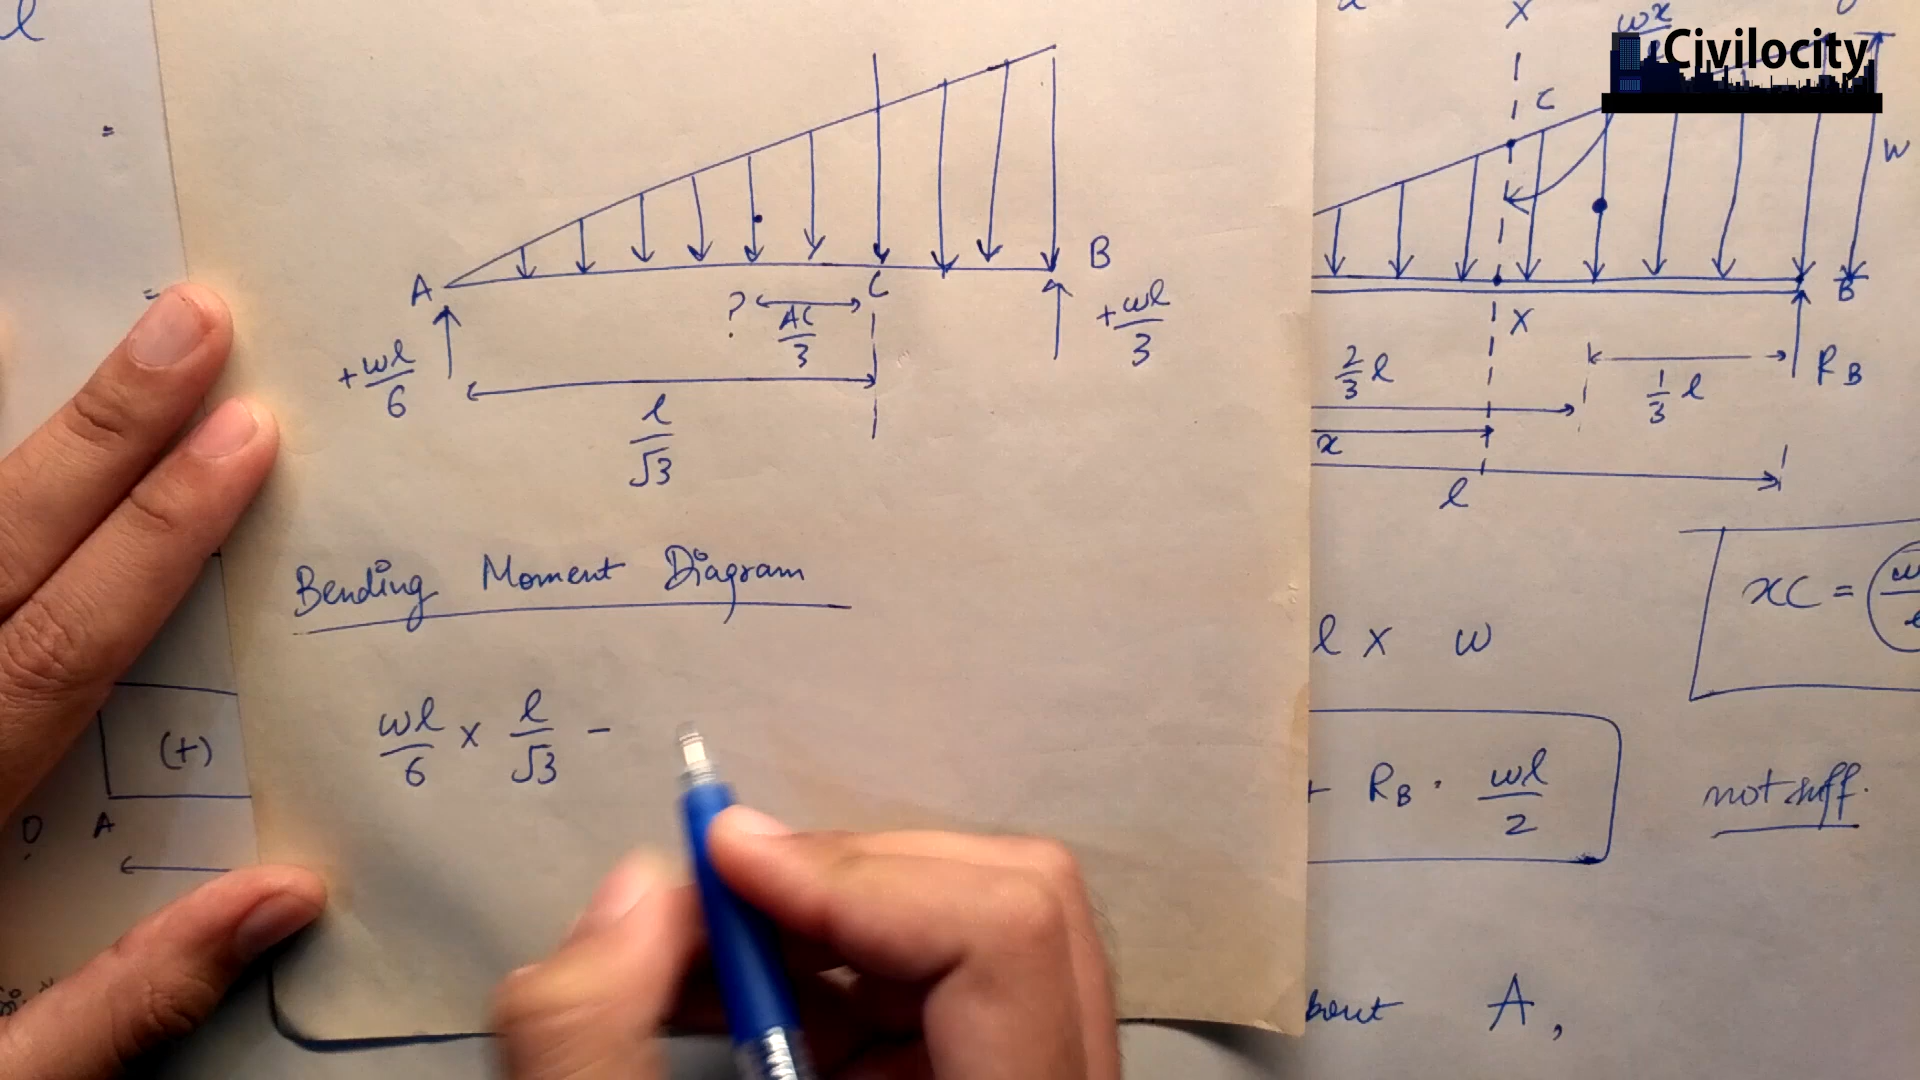 l
x
wx
Civilocity
=
C
w
A
B
=
? AC/3
C
+wl/3
B
X
+wl/6
2/3 l
1/3 l
RB
l/√3
x
l
Bending Moment Diagram
xC =
l x w
wl/6 x l/√3 -
(+)
+ RB . wl/2
not suff.
0 A
bout A,